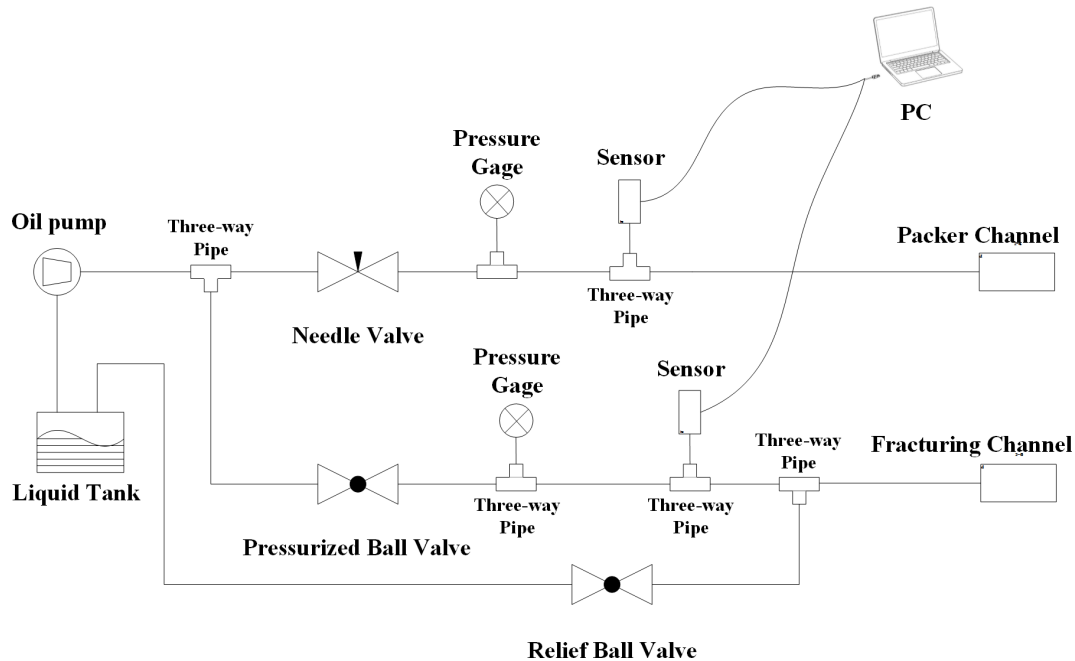 PC
Pressure
Gage
Sensor
Oil pump
Three-way
Pipe
Packer Channel
Three-way
Pipe
Needle Valve
Pressure
Gage
Sensor
Three-way
Pipe
Fracturing Channel
Liquid Tank
Three-way
Pipe
Three-way
Pipe
Pressurized Ball Valve
Relief Ball Valve